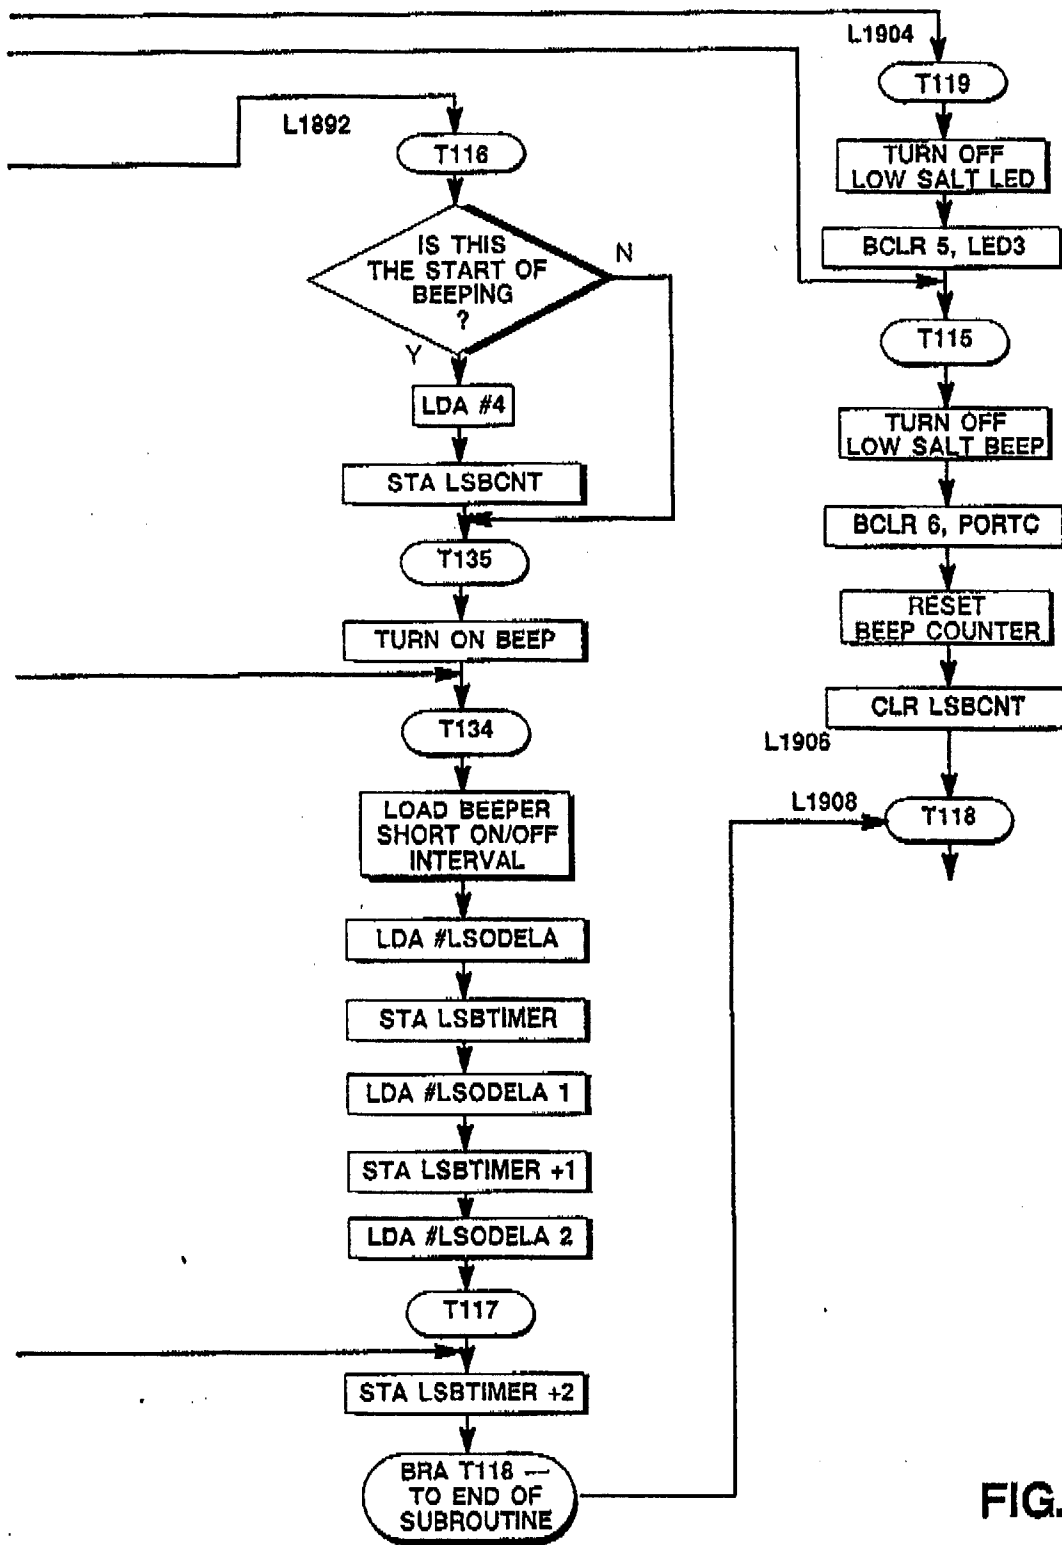 L1892
T116
IS THIS
THE START OF
BEEPING
?
N
Y
LDA #4
STA LSBCNT
T135
TURN ON BEEP
T134
LOAD BEEPER
SHORT ON/OFF
INTERVAL
LDA #LSODELA
STA LSBTIMER
LDA #LSODELA 1
STA LSBTIMER +1
LDA #LSODELA 2
T117
STA LSBTIMER +2
BRA T118 —
TO END OF
SUBROUTINE
L1904
T119
TURN OFF
LOW SALT LED
BCLR 5, LED3
T115
TURN OFF
LOW SALT BEEP
BCLR 6, PORTC
RESET
BEEP COUNTER
CLR LSBCNT
L1906
L1908
T118
FIG.